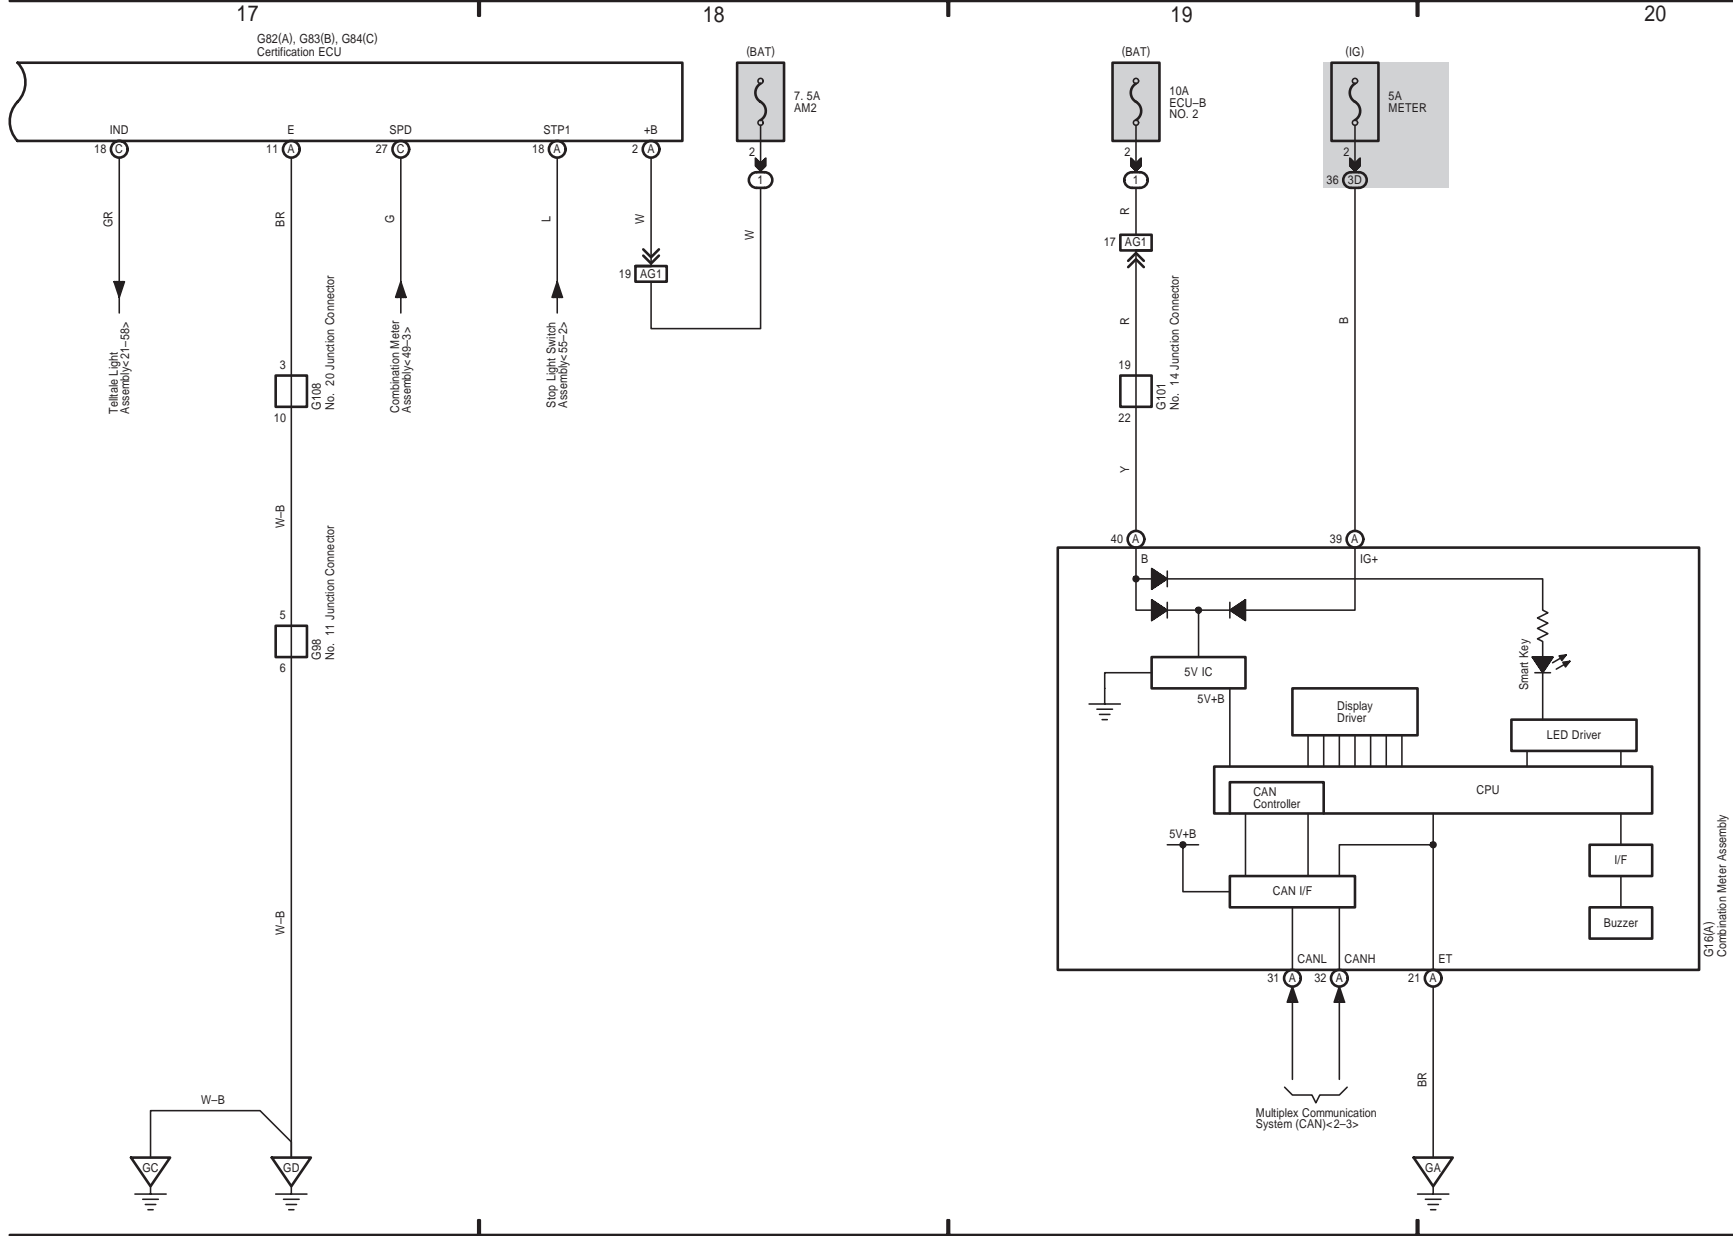 17
18
19
20
G82(A), G83(B), G84(C)
Certification ECU
IND
E
SPD
STP1
+B
18 C
11 A
27 C
18 A
2 A
(BAT)
7. 5A
AM2
2
1
(BAT)
10A
ECU–B
NO. 2
2
1
(IG)
5A
METER
2
36 3D
GR
BR
G
L
W
W
19 AG1
R
17 AG1
R
B
Telltale Light
Assembly<21–58>
3
10
G108
No. 20 Junction Connector
Combination Meter
Assembly<49–3>
Stop Light Switch
Assembly<55–2>
19
22
G101
No. 14 Junction Connector
Y
W–B
5
6
G98
No. 11 Junction Connector
W–B
W–B
GC
GD
40 A
39 A
B
IG+
5V IC
5V+B
Smart Key
Display
Driver
LED Driver
CAN
Controller
CPU
5V+B
CAN I/F
I/F
Buzzer
G16(A)
Combination Meter Assembly
CANL
CANH
ET
31 A
32 A
21 A
BR
Multiplex Communication
System (CAN)<2–3>
GA